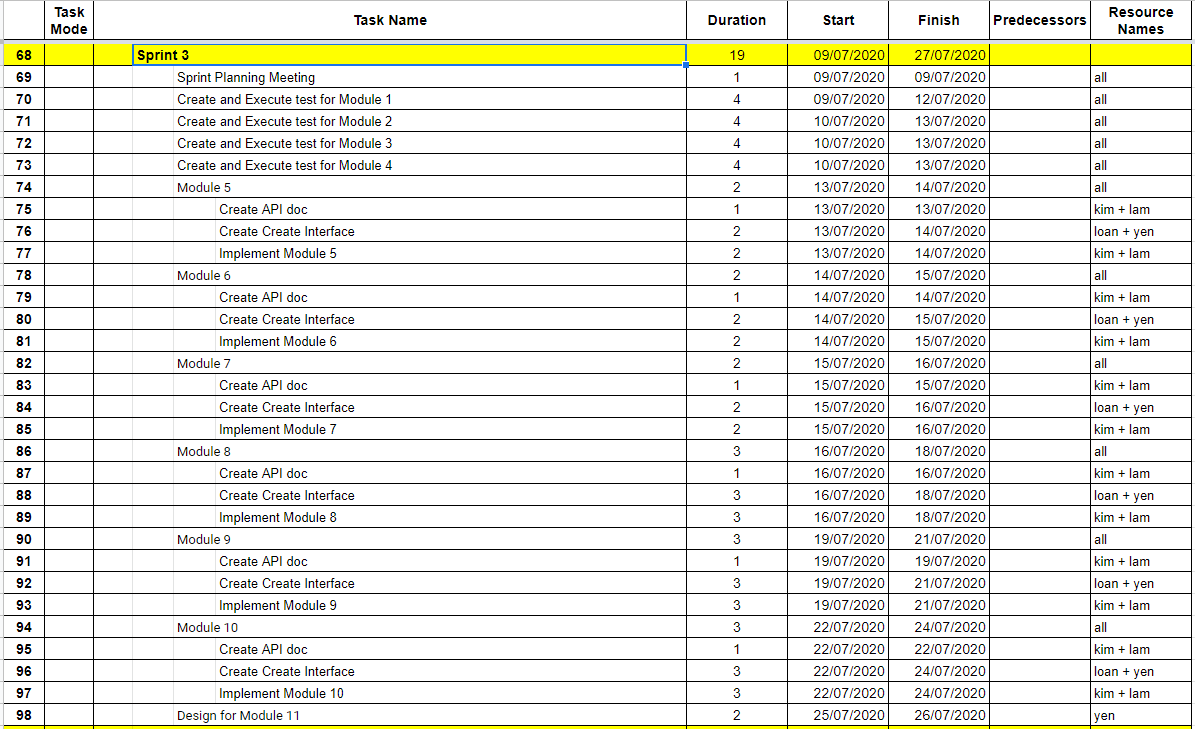 Task Mode Task Name Duration Start Finish Predecessors Resource Names
68 Sprint 3 19 09/07/2020 27/07/2020
69 Sprint Planning Meeting 1 09/07/2020 09/07/2020 all
70 Create and Execute test for Module 1 4 09/07/2020 12/07/2020 all
71 Create and Execute test for Module 2 4 10/07/2020 13/07/2020 all
72 Create and Execute test for Module 3 4 10/07/2020 13/07/2020 all
73 Create and Execute test for Module 4 4 10/07/2020 13/07/2020 all
74 Module 5 2 13/07/2020 14/07/2020 all
75 Create API doc 1 13/07/2020 13/07/2020 kim + lam
76 Create Create Interface 2 13/07/2020 14/07/2020 loan + yen
77 Implement Module 5 2 13/07/2020 14/07/2020 kim + lam
78 Module 6 2 14/07/2020 15/07/2020 all
79 Create API doc 1 14/07/2020 14/07/2020 kim + lam
80 Create Create Interface 2 14/07/2020 15/07/2020 loan + yen
81 Implement Module 6 2 14/07/2020 15/07/2020 kim + lam
82 Module 7 2 15/07/2020 16/07/2020 all
83 Create API doc 1 15/07/2020 15/07/2020 kim + lam
84 Create Create Interface 2 15/07/2020 16/07/2020 loan + yen
85 Implement Module 7 2 15/07/2020 16/07/2020 kim + lam
86 Module 8 3 16/07/2020 18/07/2020 all
87 Create API doc 1 16/07/2020 16/07/2020 kim + lam
88 Create Create Interface 3 16/07/2020 18/07/2020 loan + yen
89 Implement Module 8 3 16/07/2020 18/07/2020 kim + lam
90 Module 9 3 19/07/2020 21/07/2020 all
91 Create API doc 1 19/07/2020 19/07/2020 kim + lam
92 Create Create Interface 3 19/07/2020 21/07/2020 loan + yen
93 Implement Module 9 3 19/07/2020 21/07/2020 kim + lam
94 Module 10 3 22/07/2020 24/07/2020 all
95 Create API doc 1 22/07/2020 22/07/2020 kim + lam
96 Create Create Interface 3 22/07/2020 24/07/2020 loan + yen
97 Implement Module 10 3 22/07/2020 24/07/2020 kim + lam
98 Design for Module 11 2 25/07/2020 26/07/2020 yen